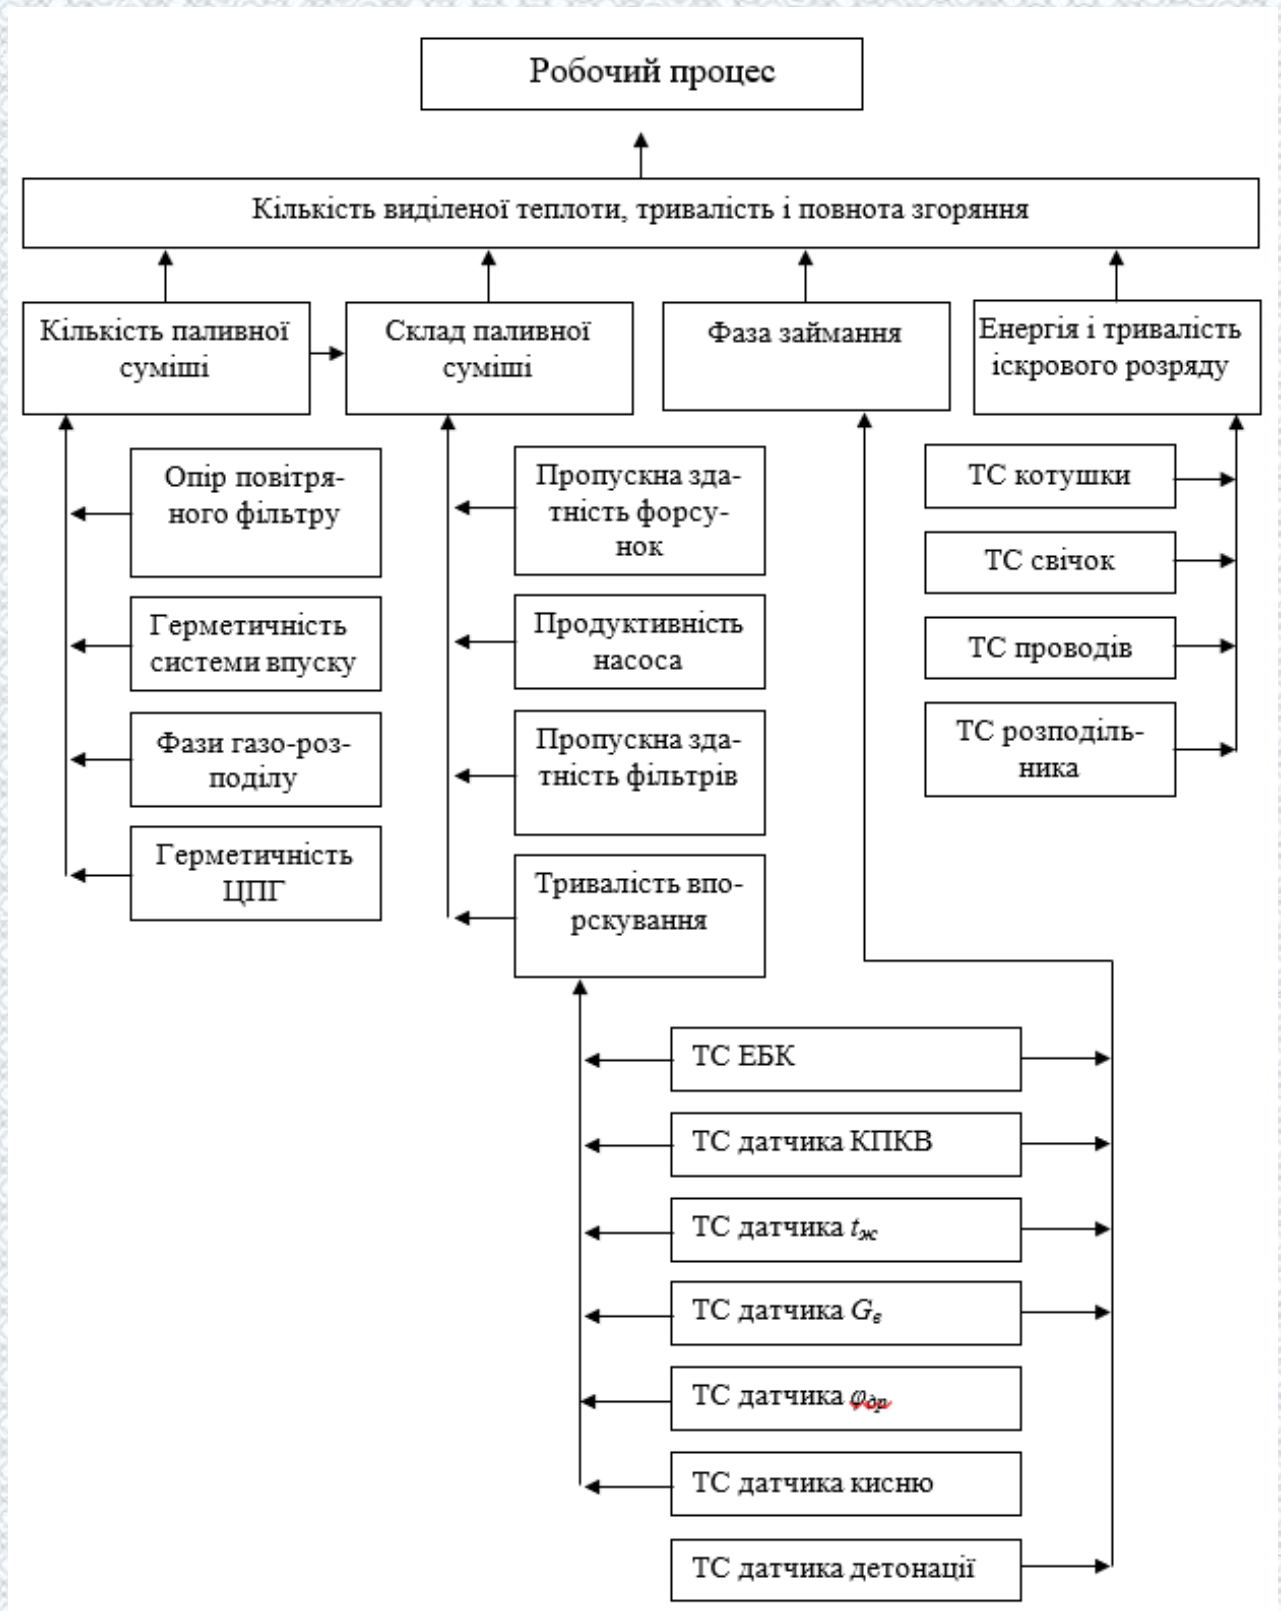 Робочий процес
Кількість виділеної теплоти, тривалість і повнота згоряння
Кількість паливної
суміші
Склад паливної
суміші
Фаза займання
Енергія і тривалість
іскрового розряду
Опір повітря-
ного фільтру
Герметичність
системи впуску
Фази газо-роз-
поділу
Герметичність
ЦПГ
Пропускна зда-
тність форсу-
нок
Продуктивність
насоса
Пропускна зда-
тність фільтрів
Тривалість впо-
рскування
ТС котушки
ТС свічок
ТС проводів
ТС розподіль-
ника
ТС ЕБК
ТС датчика КПКВ
ТС датчика tж
ТС датчика Gв
ТС датчика φдр
ТС датчика кисню
ТС датчика детонації